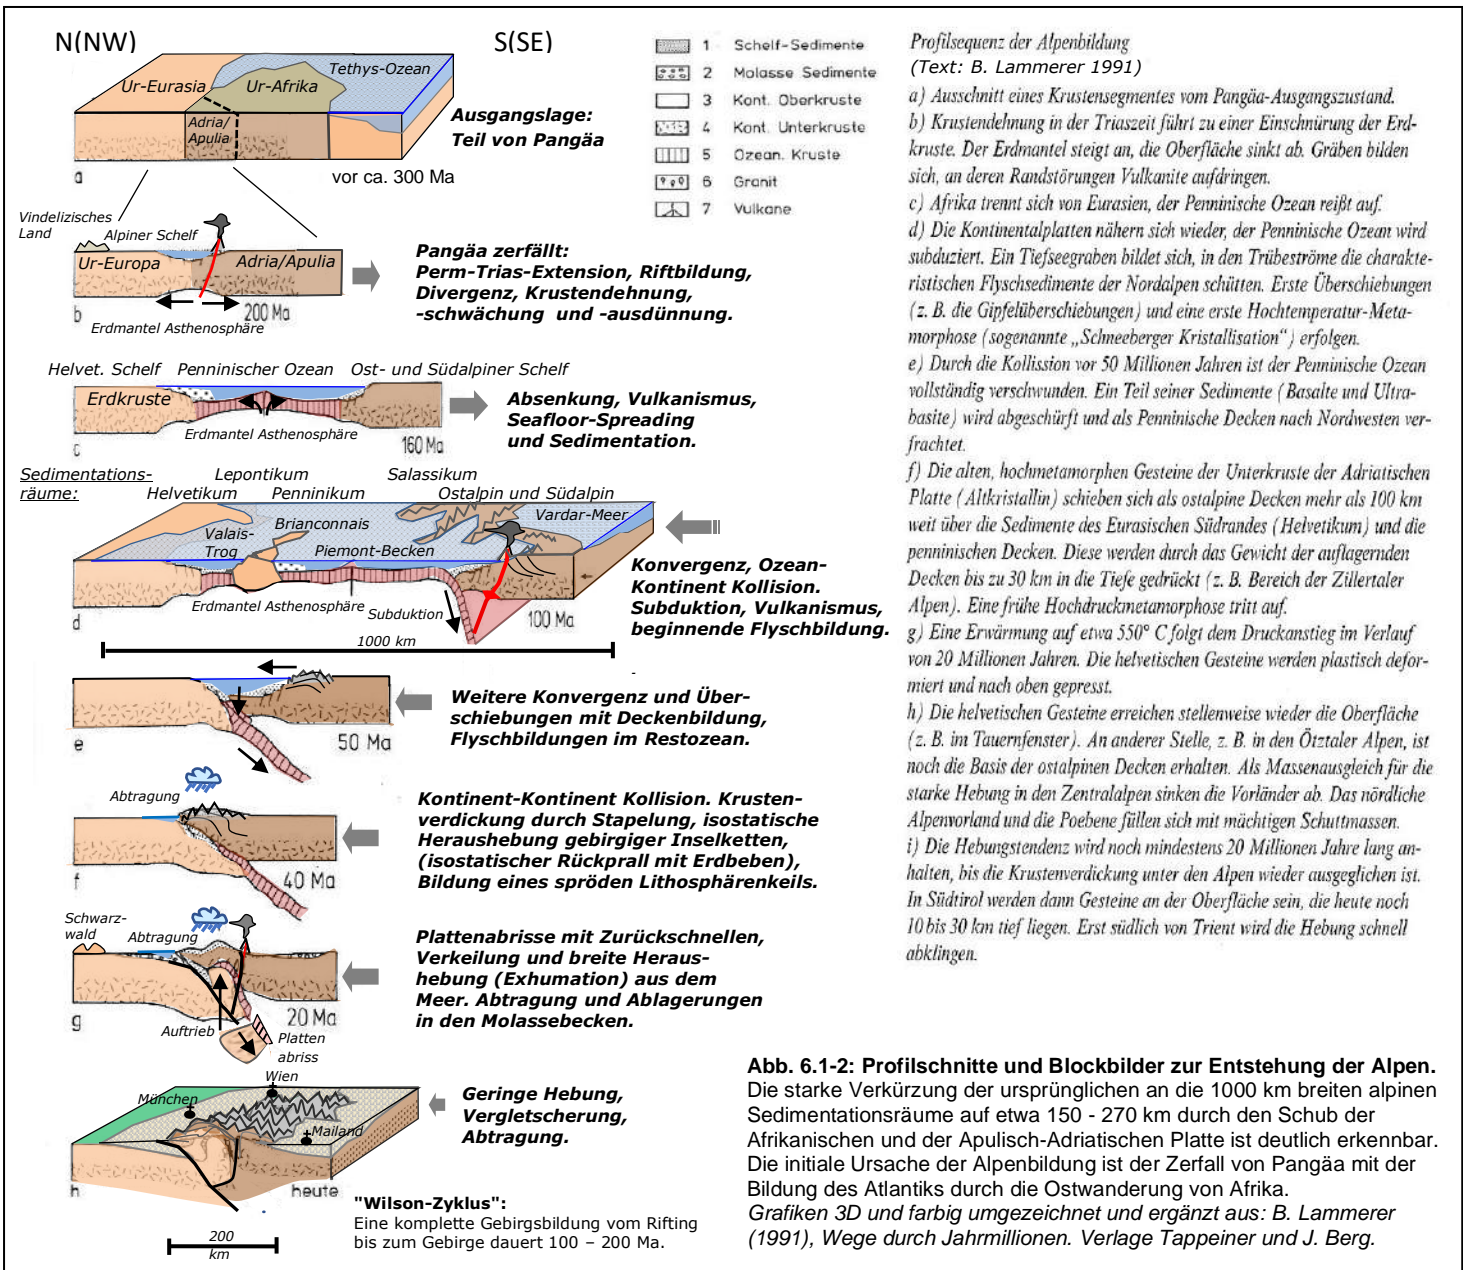 N(NW)
S(SE)
Ur-Eurasia
Ur-Afrika
Tethys-Ozean
Adria/
Apulia
a
vor ca. 300 Ma
Ausgangslage:
Teil von Pangäa
1 Schelf-Sedimente
2 Molasse Sedimente
3 Kont. Oberkruste
4 Kont. Unterkruste
5 Ozean. Kruste
6 Granit
7 Vulkane
Vindelizisches
Land
Alpiner Schelf
Ur-Europa
Adria/Apulia
b
200 Ma
Erdmantel Asthenosphäre
Pangäa zerfällt:
Perm-Trias-Extension, Riftbildung,
Divergenz, Krustendehnung,
-schwächung und -ausdünnung.
Helvet. Schelf Penninischer Ozean Ost- und Südalpiner Schelf
Erdkruste
Erdmantel Asthenosphäre
c
160 Ma
Absenkung, Vulkanismus,
Seafloor-Spreading
und Sedimentation.
Sedimentations-
räume:
Lepontikum
Salassikum
Helvetikum
Penninikum
Ostalpin und Südalpin
Vardar-Meer
Brianconnais
Valais-
Trog
Piemont-Becken
Erdmantel Asthenosphäre
Subduktion
d
100 Ma
1000 km
Konvergenz, Ozean-
Kontinent Kollision.
Subduktion, Vulkanismus,
beginnende Flyschbildung.
e
50 Ma
Weitere Konvergenz und Über-
schiebungen mit Deckenbildung,
Flyschbildungen im Restozean.
Abtragung
f
40 Ma
Kontinent-Kontinent Kollision. Krusten-
verdickung durch Stapelung, isostatische
Heraushebung gebirgiger Inselketten,
(isostatischer Rückprall mit Erdbeben),
Bildung eines spröden Lithosphärenkeils.
Schwarz-
wald
Abtragung
g
20 Ma
Auftrieb
Platten
abriss
Plattenabrisse mit Zurückschnellen,
Verkeilung und breite Heraus-
hebung (Exhumation) aus dem
Meer. Abtragung und Ablagerungen
in den Molassebecken.
Wien
München
Mailand
h
heute
200
km
Geringe Hebung,
Vergletscherung,
Abtragung.
"Wilson-Zyklus":
Eine komplette Gebirgsbildung vom Rifting
bis zum Gebirge dauert 100 – 200 Ma.
Profilsequenz der Alpenbildung
(Text: B. Lammerer 1991)
a) Ausschnitt eines Krustensegmentes vom Pangäa-Ausgangszustand.
b) Krustendehnung in der Triaszeit führt zu einer Einschnürung der Erd-
kruste. Der Erdmantel steigt an, die Oberfläche sinkt ab. Gräben bilden
sich, an deren Randstörungen Vulkanite aufdringen.
c) Afrika trennt sich von Eurasien, der Penninische Ozean reißt auf.
d) Die Kontinentalplatten nähern sich wieder, der Penninische Ozean wird
subduziert. Ein Tiefseegraben bildet sich, in den Trübeströme die charakte-
ristischen Flyschsedimente der Nordalpen schütten. Erste Überschiebungen
(z. B. die Gipfelüberschiebungen) und eine erste Hochtemperatur-Meta-
morphose (sogenannte „Schneeberger Kristallisation“) erfolgen.
e) Durch die Kollission vor 50 Millionen Jahren ist der Penninische Ozean
vollständig verschwunden. Ein Teil seiner Sedimente (Basalte und Ultra-
basite) wird abgeschürft und als Penninische Decken nach Nordwesten ver-
frachtet.
f) Die alten, hochmetamorphen Gesteine der Unterkruste der Adriatischen
Platte (Altkristallin) schieben sich als ostalpine Decken mehr als 100 km
weit über die Sedimente des Eurasischen Südrandes (Helvetikum) und die
penninischen Decken. Diese werden durch das Gewicht der auflagernden
Decken bis zu 30 km in die Tiefe gedrückt (z. B. Bereich der Zillertaler
Alpen). Eine frühe Hochdruckmetamorphose tritt auf.
g) Eine Erwärmung auf etwa 550° C folgt dem Druckanstieg im Verlauf
von 20 Millionen Jahren. Die helvetischen Gesteine werden plastisch defor-
miert und nach oben gepresst.
h) Die helvetischen Gesteine erreichen stellenweise wieder die Oberfläche
(z. B. im Tauernfenster). An anderer Stelle, z. B. in den Ötztaler Alpen, ist
noch die Basis der ostalpinen Decken erhalten. Als Massenausgleich für die
starke Hebung in den Zentralalpen sinken die Vorländer ab. Das nördliche
Alpenvorland und die Poebene füllen sich mit mächtigen Schuttmassen.
i) Die Hebungstendenz wird noch mindestens 20 Millionen Jahre lang an-
halten, bis die Krustenverdickung unter den Alpen wieder ausgeglichen ist.
In Südtirol werden dann Gesteine an der Oberfläche sein, die heute noch
10 bis 30 km tief liegen. Erst südlich von Trient wird die Hebung schnell
abklingen.
Abb. 6.1-2: Profilschnitte und Blockbilder zur Entstehung der Alpen.
Die starke Verkürzung der ursprünglichen an die 1000 km breiten alpinen
Sedimentationsräume auf etwa 150 - 270 km durch den Schub der
Afrikanischen und der Apulisch-Adriatischen Platte ist deutlich erkennbar.
Die initiale Ursache der Alpenbildung ist der Zerfall von Pangäa mit der
Bildung des Atlantiks durch die Ostwanderung von Afrika.
Grafiken 3D und farbig umgezeichnet und ergänzt aus: B. Lammerer
(1991), Wege durch Jahrmillionen. Verlage Tappeiner und J. Berg.